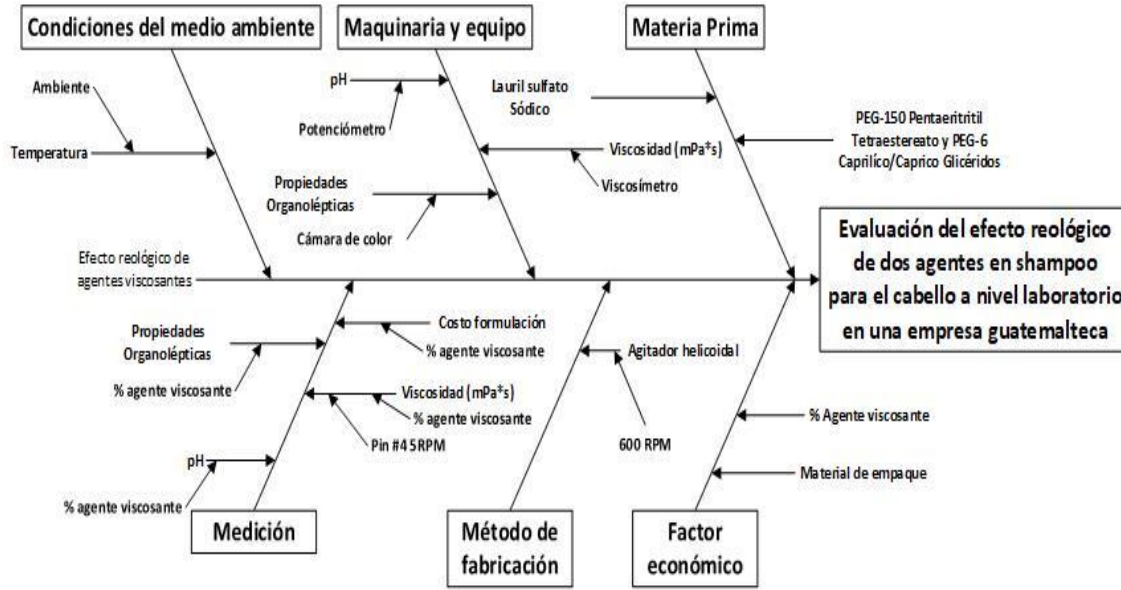 Condiciones del medio ambiente
Maquinaria y equipo
Materia Prima
Ambiente
Temperatura
pH
Potenciómetro
Propiedades
Organolépticas
Cámara de color
Viscosidad (mPa*s)
Viscosímetro
Lauril sulfato
Sódico
PEG-150 Pentaeritritil
Tetraestereato y PEG-6
Caprilíco/Caprico Glicéridos
Efecto reológico de
agentes viscosantes
Evaluación del efecto reológico
de dos agentes en shampoo
para el cabello a nivel laboratorio
en una empresa guatemalteca
Costo formulación
% agente viscosante
Propiedades
Organolépticas
% agente viscosante
Viscosidad (mPa*s)
% agente viscosante
Pin #4 5RPM
pH
% agente viscosante
Agitador helicoidal
600 RPM
% Agente viscosante
Material de empaque
Medición
Método de
fabricación
Factor
económico